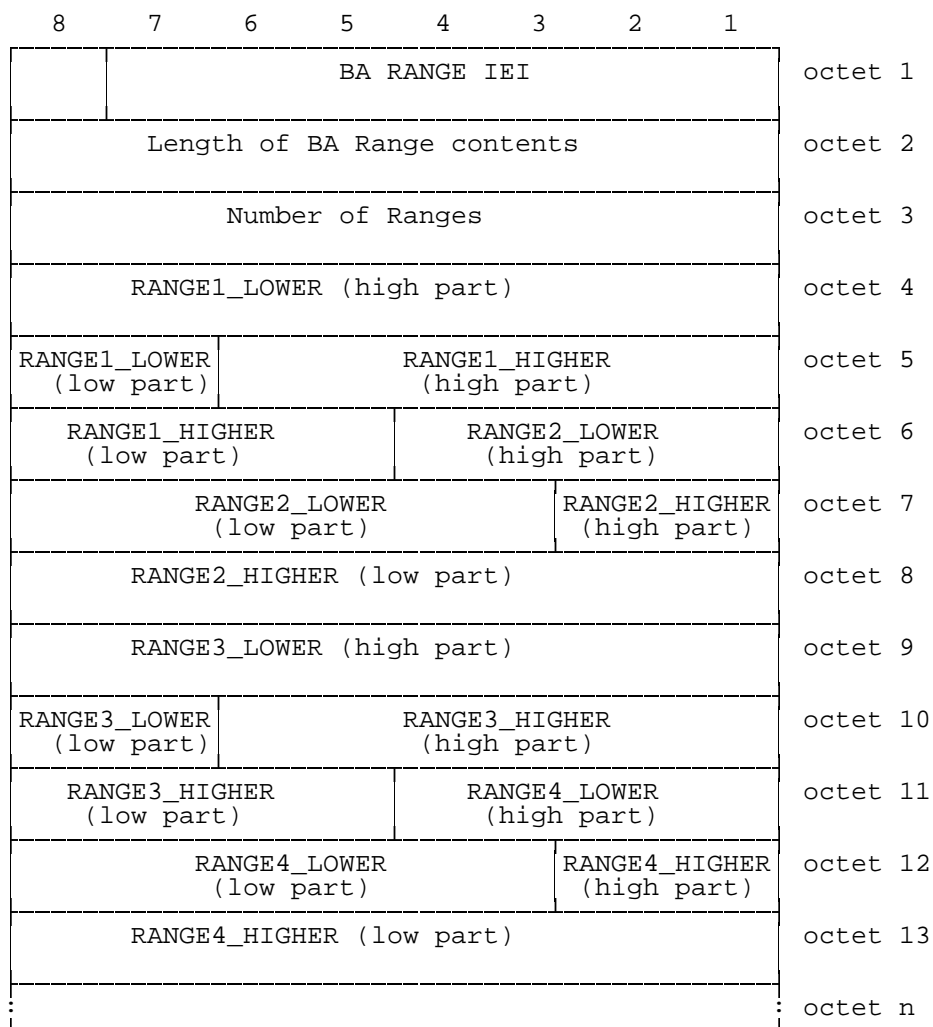 8 7 6 5 4 3 2 1
BA RANGE IEI octet 1
Length of BA Range contents octet 2
Number of Ranges octet 3
RANGE1_LOWER (high part) octet 4
RANGE1_LOWER RANGE1_HIGHER octet 5
(low part) (high part)
RANGE1_HIGHER RANGE2_LOWER octet 6
(low part) (high part)
RANGE2_LOWER RANGE2_HIGHER octet 7
(low part) (high part)
RANGE2_HIGHER (low part) octet 8
RANGE3_LOWER (high part) octet 9
RANGE3_LOWER RANGE3_HIGHER octet 10
(low part) (high part)
RANGE3_HIGHER RANGE4_LOWER octet 11
(low part) (high part)
RANGE4_LOWER RANGE4_HIGHER octet 12
(low part) (high part)
RANGE4_HIGHER (low part) octet 13
: : octet n